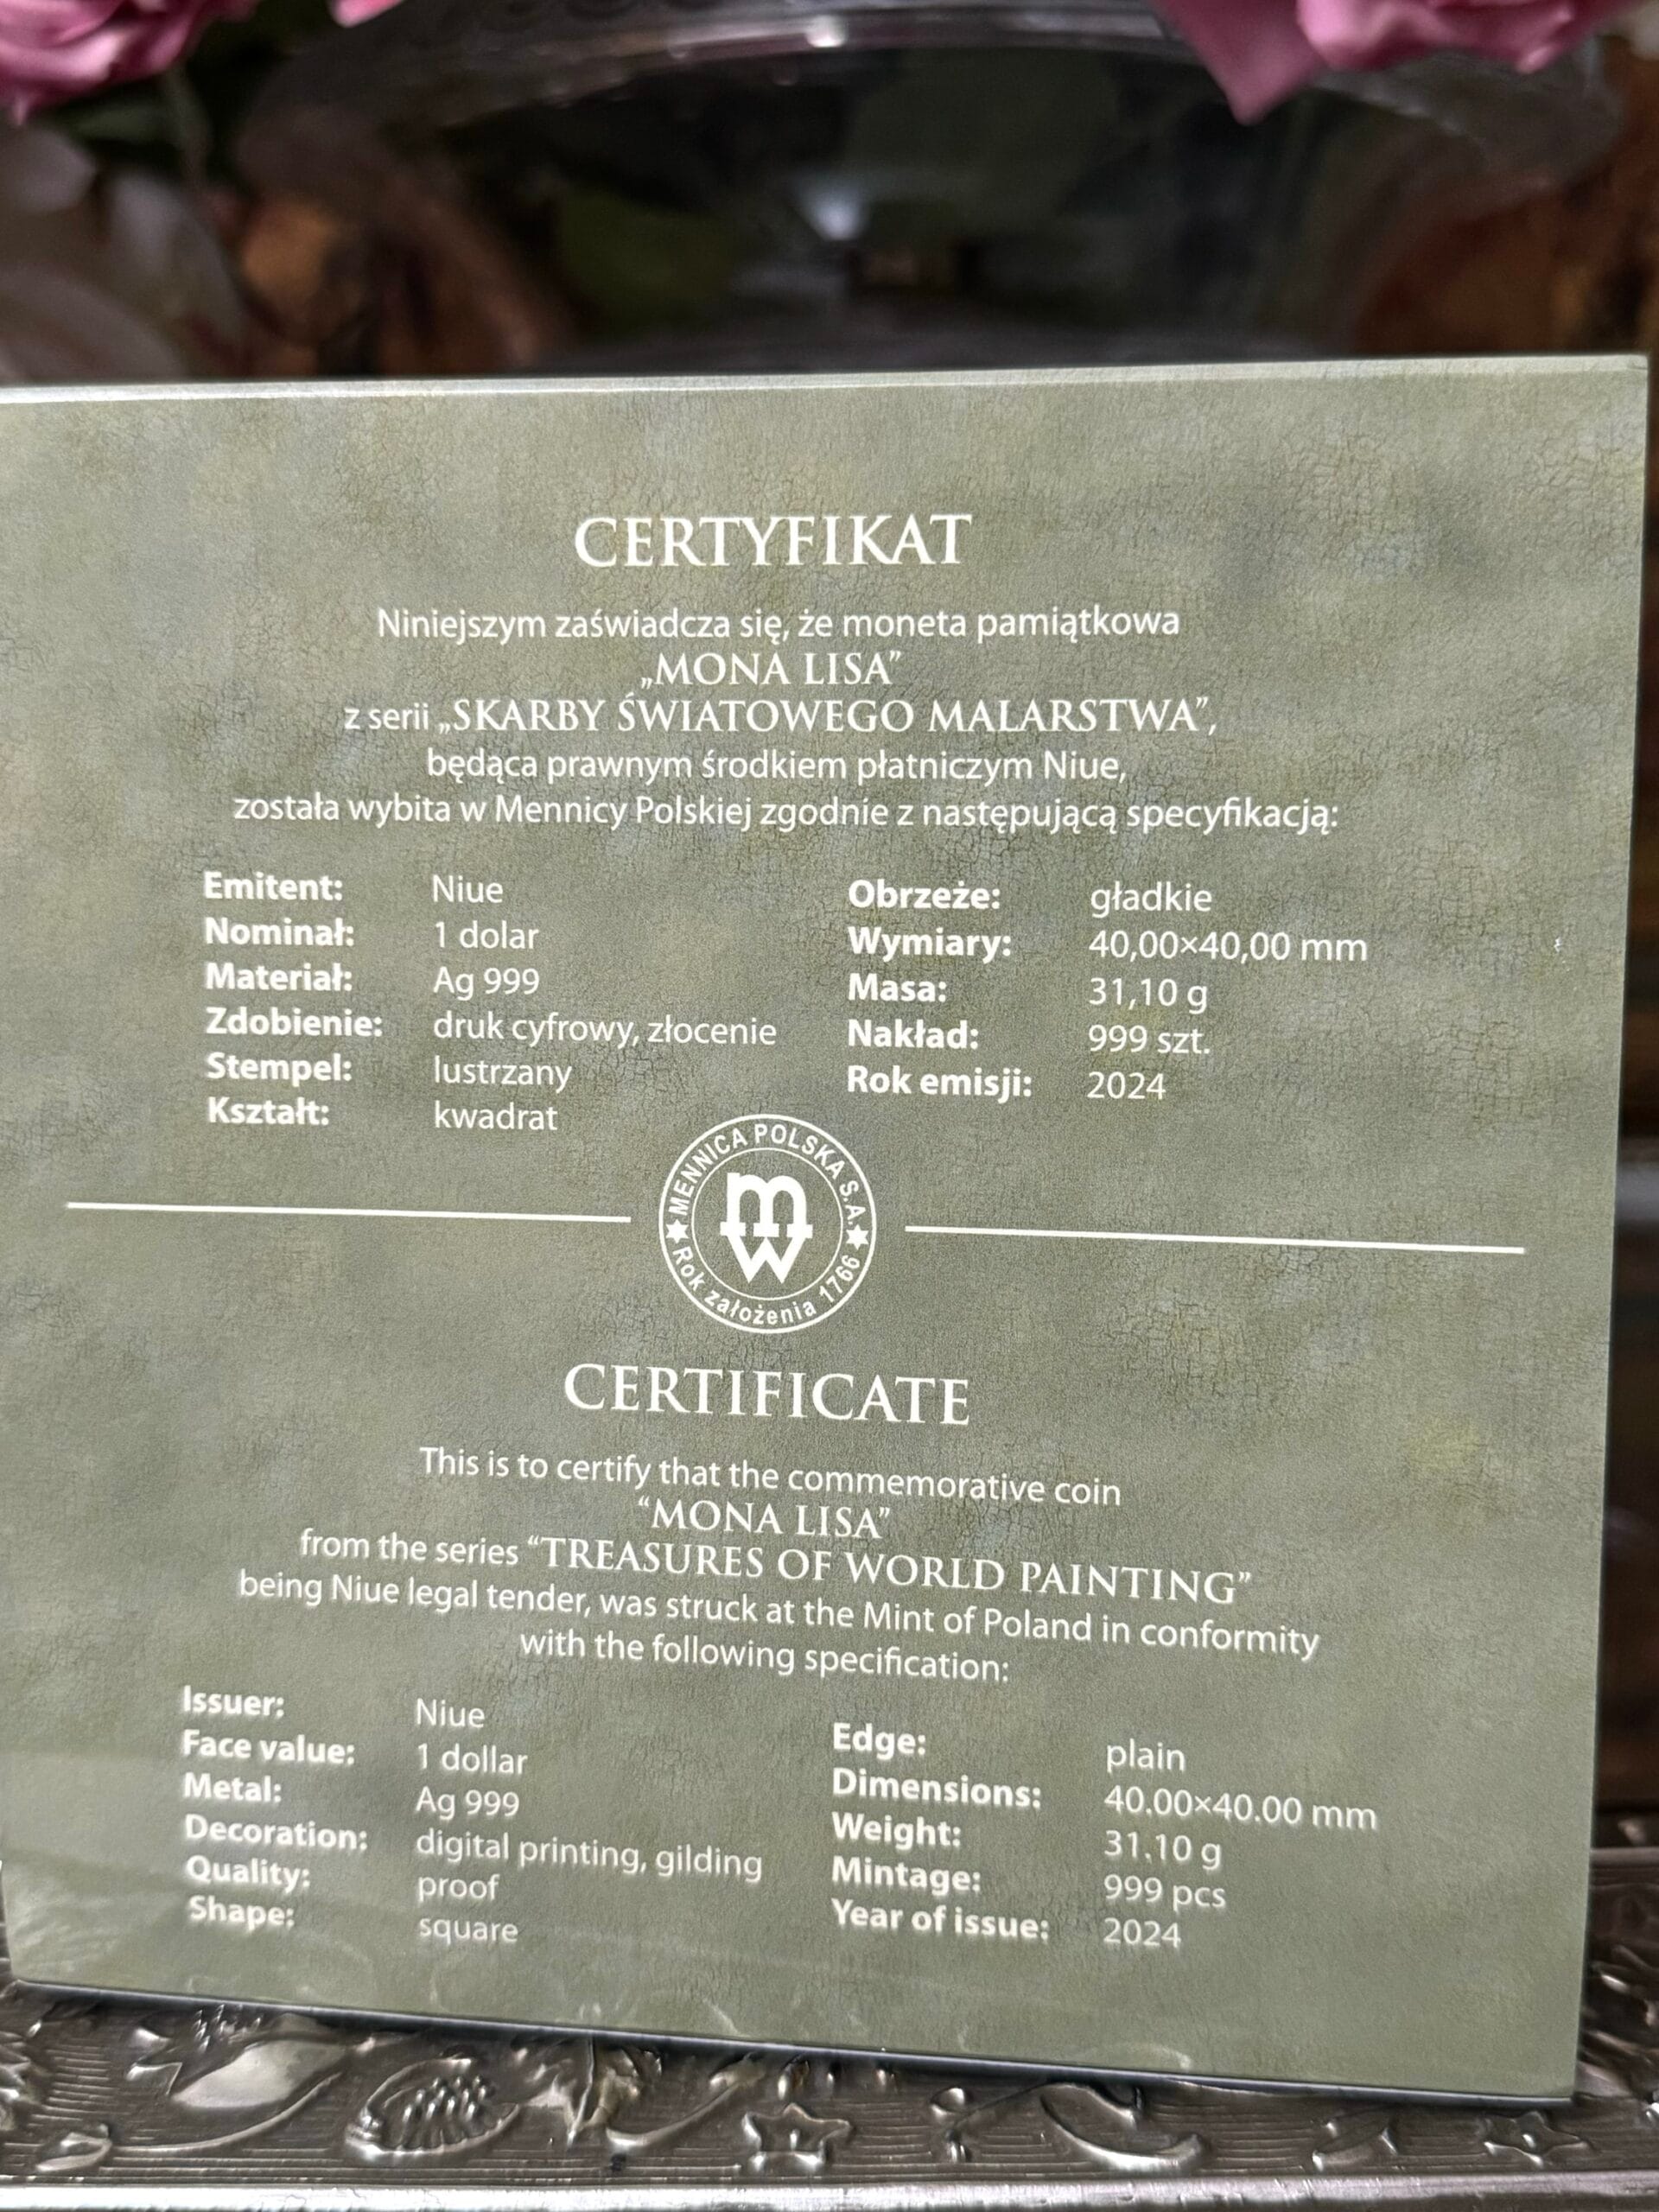 CERTYFIKAT
Niniejszym zaświadcza się, że moneta pamiątkowa
„MONA LISA”
z serii „SKARBY ŚWIATOWEGO MALARSTWA”,
będąca prawnym środkiem płatniczym Niue,
została wybita w Mennicy Polskiej zgodnie z następującą specyfikacją:
Emitent: Niue
Nominał: 1 dolar
Materiał: Ag 999
Zdobienie: druk cyfrowy, złocenie
Stempel: lustrzany
Kształt: kwadrat
Obrzeże: gładkie
Wymiary: 40,00×40,00 mm
Masa: 31,10 g
Nakład: 999 szt.
Rok emisji: 2024
MENNICA POLSKA S.A.
mw
Rok założenia 1766
CERTIFICATE
This is to certify that the commemorative coin
“MONA LISA”
from the series “TREASURES OF WORLD PAINTING”
being Niue legal tender, was struck at the Mint of Poland in conformity
with the following specification:
Issuer: Niue
Face value: 1 dollar
Metal: Ag 999
Decoration: digital printing, gilding
Quality: proof
Shape: square
Edge: plain
Dimensions: 40.00×40.00 mm
Weight: 31.10 g
Mintage: 999 pcs
Year of issue: 2024